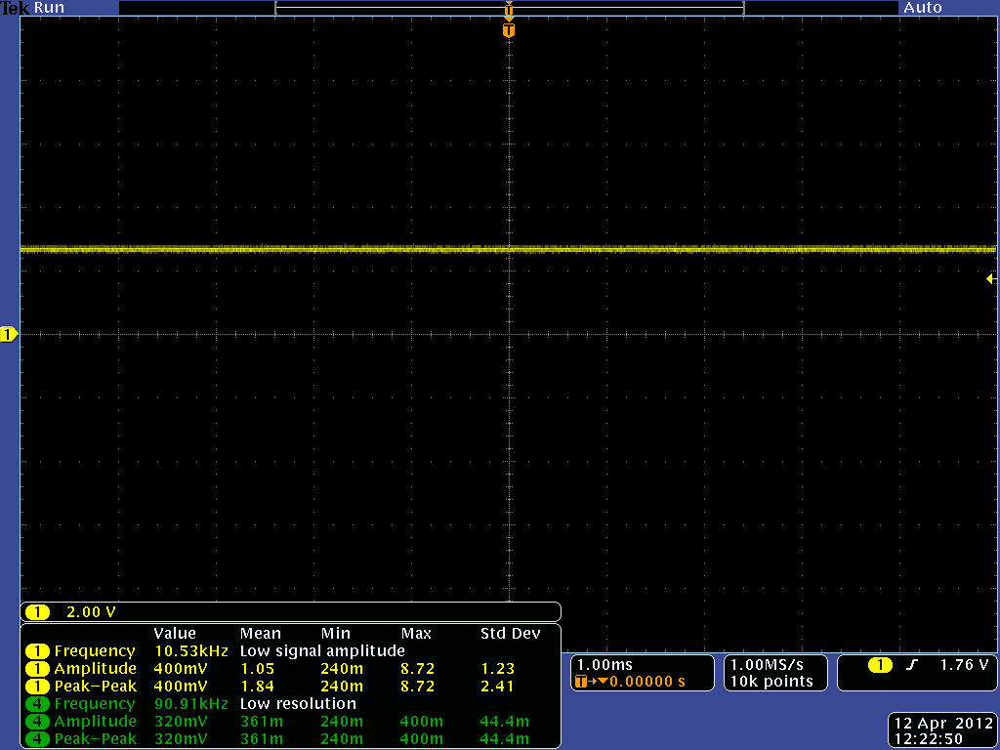 Tek Run Auto
T
T
1
1 2.00 V
Value Mean Min Max Std Dev
1 Frequency 10.53kHz Low signal amplitude
1 Amplitude 400mV 1.05 240m 8.72 1.23
1 Peak-Peak 400mV 1.84 240m 8.72 2.41
4 Frequency 90.91kHz Low resolution
4 Amplitude 320mV 361m 240m 400m 44.4m
4 Peak-Peak 320mV 361m 240m 400m 44.4m
1.00ms
T→▼0.00000 s
1.00MS/s
10k points
1 1.76 V
12 Apr 2012
12:22:50